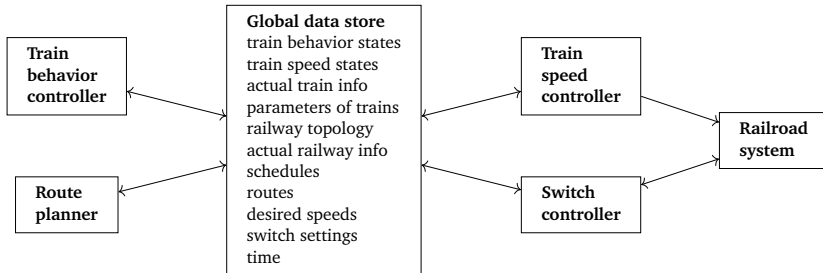 Train
behavior
controller
Route
planner
Global data store
train behavior states
train speed states
actual train info
parameters of trains
railway topology
actual railway info
schedules
routes
desired speeds
switch settings
time
Train
speed
controller
Switch
controller
Railroad
system